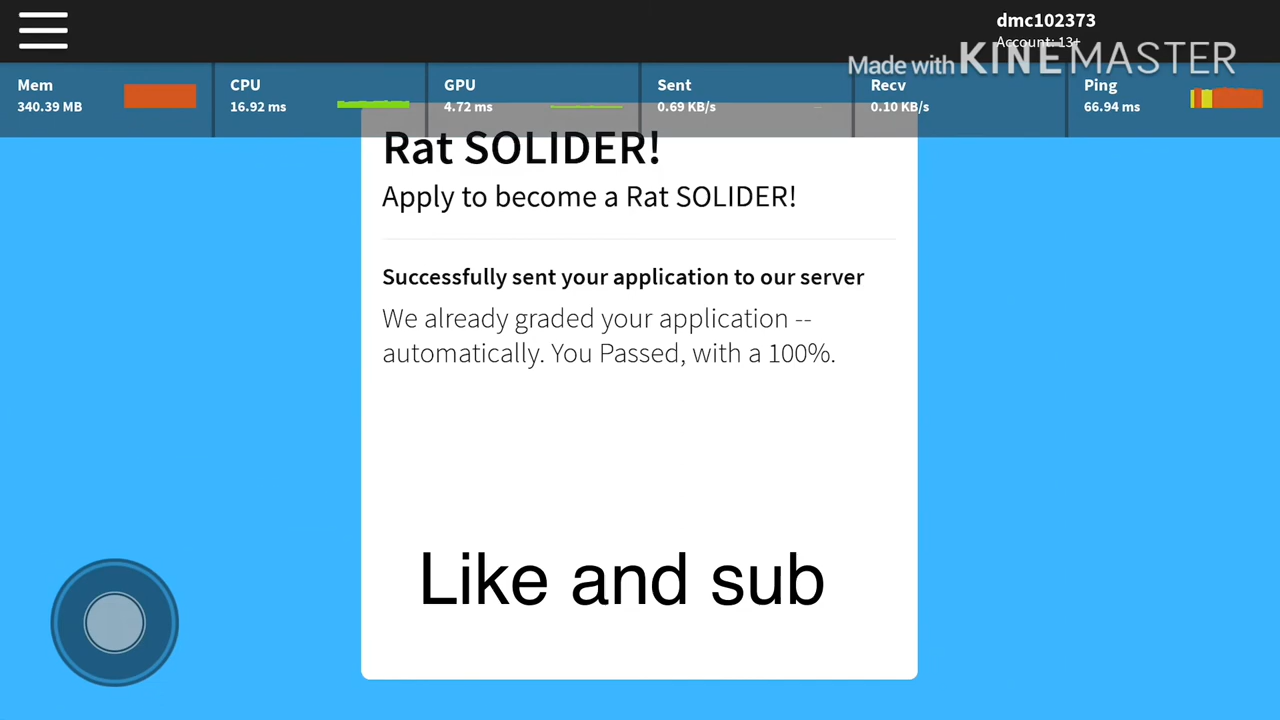 dmc102373
Account: 13+
Made with KINEMASTER
Mem
340.39 MB
CPU
16.92 ms
GPU
4.72 ms
Sent
0.69 KB/s
Recv
0.10 KB/s
Ping
66.94 ms
Rat SOLIDER!
Apply to become a Rat SOLIDER!
Successfully sent your application to our server
We already graded your application --
automatically. You Passed, with a 100%.
Like and sub